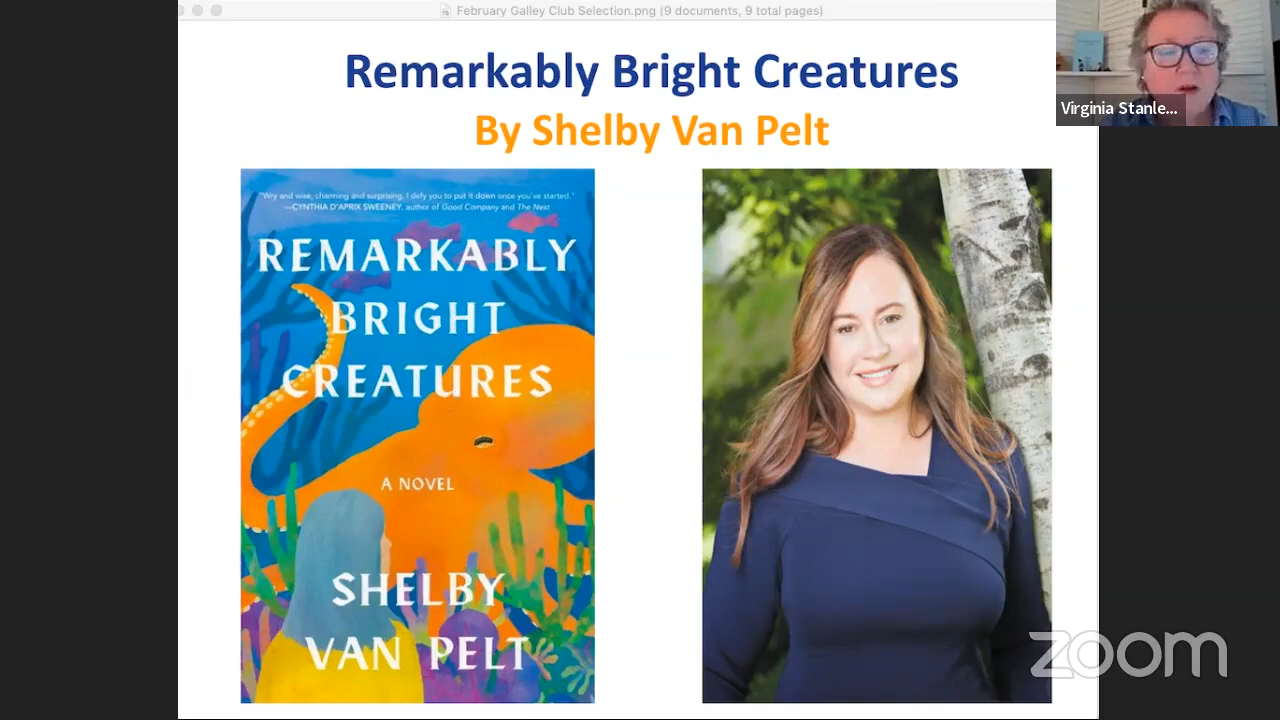 February Galley Club Selection.png (9 documents, 9 total pages)
Remarkably Bright Creatures
By Shelby Van Pelt
Virginia Stanle...
"Wry and wise, charming and surprising. I defy you to put it down once you've started."
—CYNTHIA D'APRIX SWEENEY, author of Good Company and The Nest
REMARKABLY
BRIGHT
CREATURES
A NOVEL
SHELBY
VAN PELT
zoom